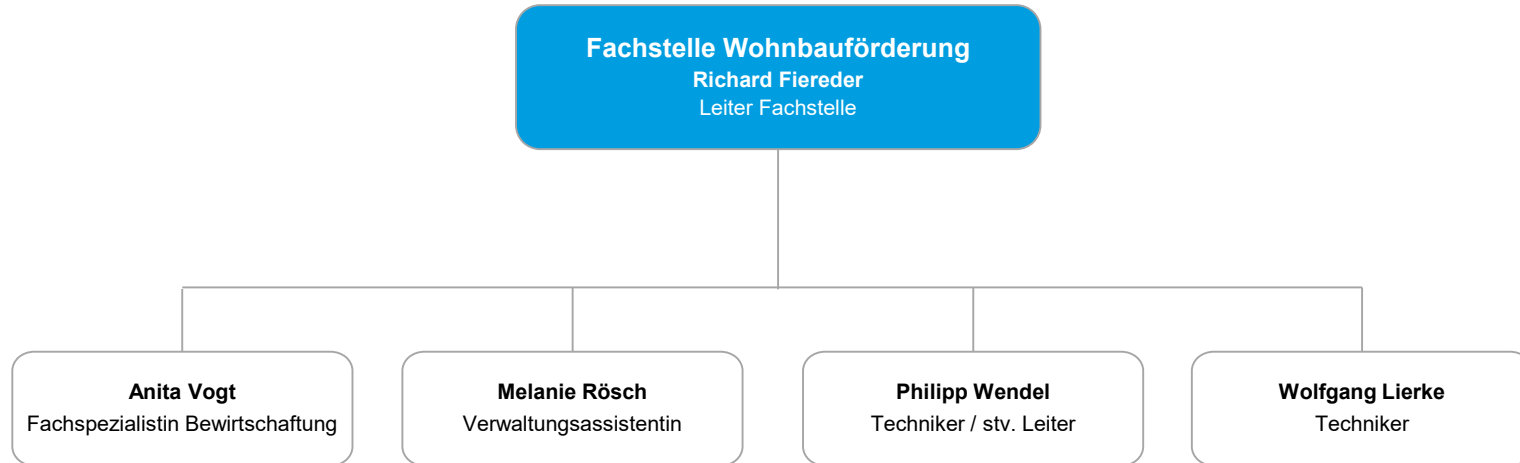 Fachstelle Wohnbauförderung
Richard Fiereder
Leiter Fachstelle
Anita Vogt
Fachspezialistin Bewirtschaftung
Melanie Rösch
Verwaltungsassistentin
Philipp Wendel
Techniker / stv. Leiter
Wolfgang Lierke
Techniker